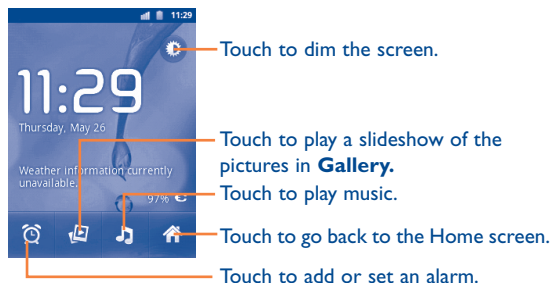 11:29
Touch to dim the screen.
11:29
Thursday, May 26
Touch to play a slideshow of the
pictures in Gallery.
Weather information currently
unavailable.
97%
Touch to play music.
Touch to go back to the Home screen.
Touch to add or set an alarm.